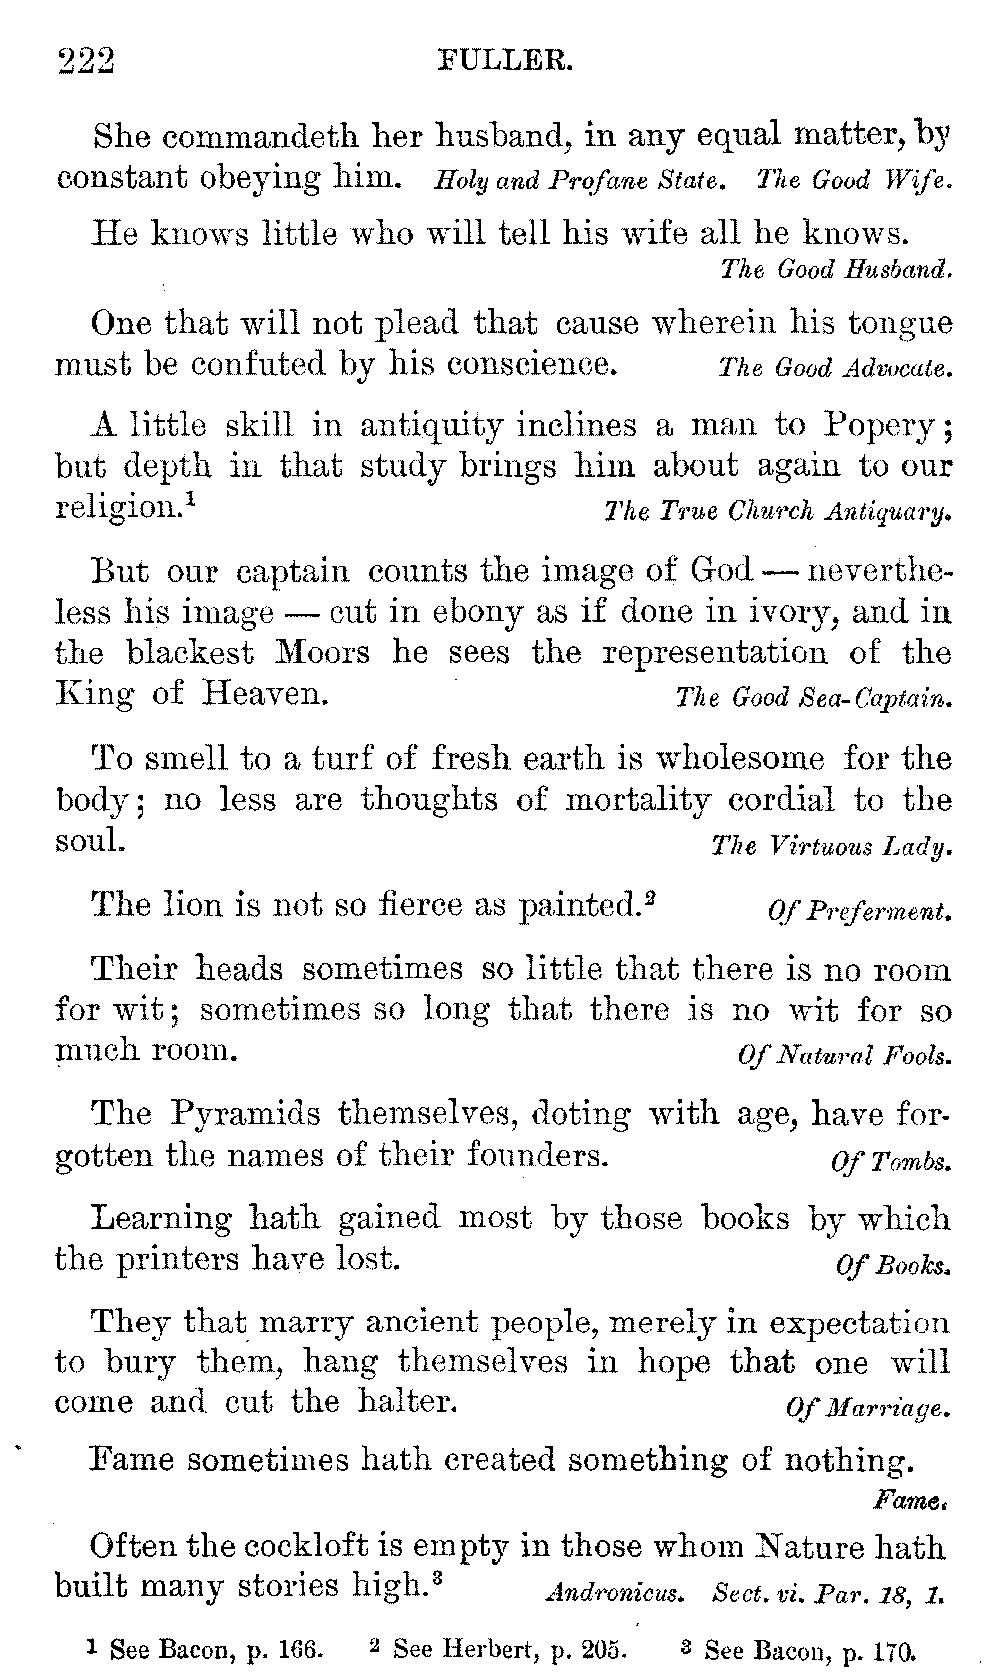 222 FULLER.
She commandeth her husband, in any equal matter, by
constant obeying him. Holy and Profane State. The Good Wife.
He knows little who will tell his wife all he knows.
The Good Husband.
One that will not plead that cause wherein his tongue
must be confuted by his conscience. The Good Advocate.
A little skill in antiquity inclines a man to Popery;
but depth in that study brings him about again to our
religion.¹ The True Church Antiquary.
But our captain counts the image of God — neverthe-
less his image — cut in ebony as if done in ivory, and in
the blackest Moors he sees the representation of the
King of Heaven. The Good Sea-Captain.
To smell to a turf of fresh earth is wholesome for the
body; no less are thoughts of mortality cordial to the
soul. The Virtuous Lady.
The lion is not so fierce as painted.² Of Preferment.
Their heads sometimes so little that there is no room
for wit; sometimes so long that there is no wit for so
much room. Of Natural Fools.
The Pyramids themselves, doting with age, have for-
gotten the names of their founders. Of Tombs.
Learning hath gained most by those books by which
the printers have lost. Of Books.
They that marry ancient people, merely in expectation
to bury them, hang themselves in hope that one will
come and cut the halter. Of Marriage.
Fame sometimes hath created something of nothing.
Fame.
Often the cockloft is empty in those whom Nature hath
built many stories high.³ Andronicus. Sect. vi. Par. 18, 1.
¹ See Bacon, p. 166. ² See Herbert, p. 205. ³ See Bacon, p. 170.